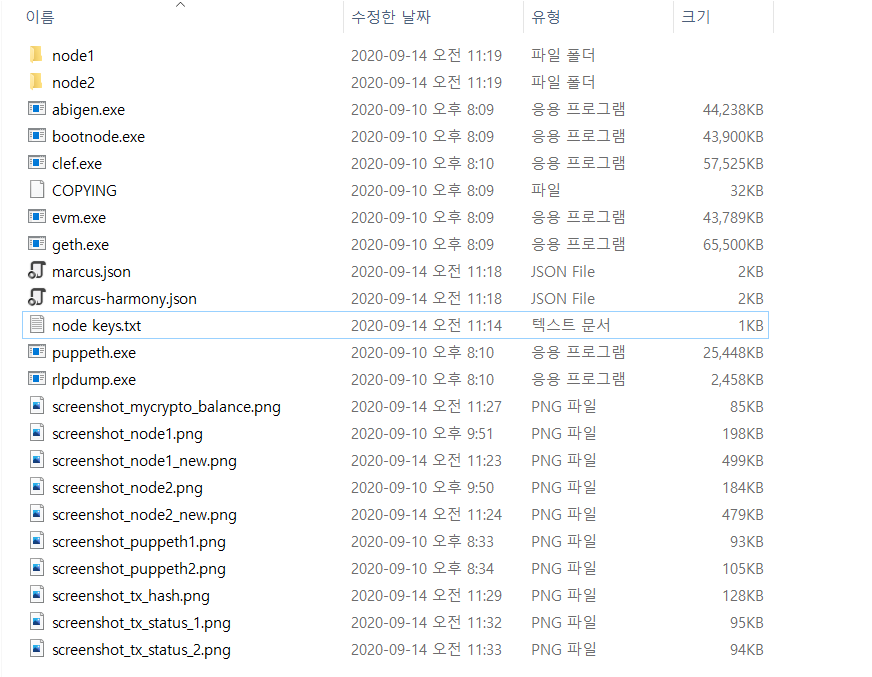 이름 수정한 날짜 유형 크기
node1 2020-09-14 오전 11:19 파일 폴더
node2 2020-09-14 오전 11:19 파일 폴더
abigen.exe 2020-09-10 오후 8:09 응용 프로그램 44,238KB
bootnode.exe 2020-09-10 오후 8:09 응용 프로그램 43,900KB
clef.exe 2020-09-10 오후 8:10 응용 프로그램 57,525KB
COPYING 2020-09-10 오후 8:09 파일 32KB
evm.exe 2020-09-10 오후 8:09 응용 프로그램 43,789KB
geth.exe 2020-09-10 오후 8:09 응용 프로그램 65,500KB
marcus.json 2020-09-14 오전 11:18 JSON File 2KB
marcus-harmony.json 2020-09-14 오전 11:18 JSON File 2KB
node keys.txt 2020-09-14 오전 11:14 텍스트 문서 1KB
puppeth.exe 2020-09-10 오후 8:10 응용 프로그램 25,448KB
rlpdump.exe 2020-09-10 오후 8:10 응용 프로그램 2,458KB
screenshot_mycrypto_balance.png 2020-09-14 오전 11:27 PNG 파일 85KB
screenshot_node1.png 2020-09-10 오후 9:51 PNG 파일 198KB
screenshot_node1_new.png 2020-09-14 오전 11:23 PNG 파일 499KB
screenshot_node2.png 2020-09-10 오후 9:50 PNG 파일 184KB
screenshot_node2_new.png 2020-09-14 오전 11:24 PNG 파일 479KB
screenshot_puppeth1.png 2020-09-10 오후 8:33 PNG 파일 93KB
screenshot_puppeth2.png 2020-09-10 오후 8:34 PNG 파일 105KB
screenshot_tx_hash.png 2020-09-14 오전 11:29 PNG 파일 128KB
screenshot_tx_status_1.png 2020-09-14 오전 11:32 PNG 파일 95KB
screenshot_tx_status_2.png 2020-09-14 오전 11:33 PNG 파일 94KB